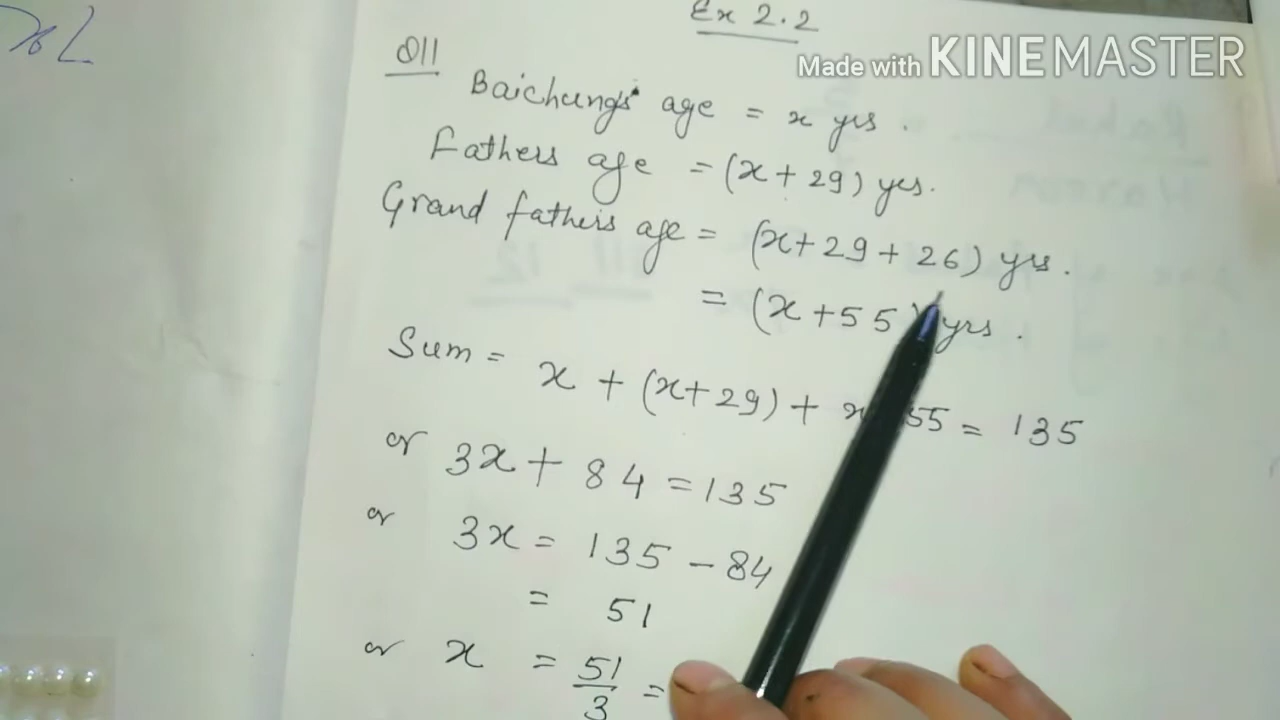 Ex 2.2
Made with KINEMASTER
Q11
Baichung's age = x yrs.
Fathers age = (x + 29) yrs.
Grand fathers age = (x + 29 + 26) yrs.
= (x + 55) yrs.
Sum = x + (x + 29) + x 55 = 135
or 3x + 84 = 135
or 3x = 135 - 84
= 51
or x = 51/3 =